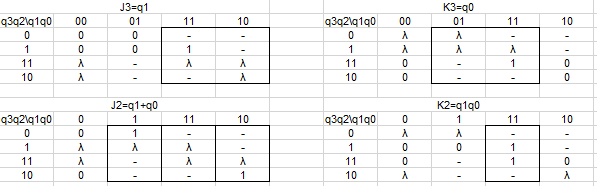 J3=q1
q3q2\q1q0 00 01 11 10
0 0 0 - -
1 0 0 1 -
11 λ - λ λ
10 λ - - λ
K3=q0
q3q2\q1q0 00 01 11 10
0 λ λ - -
1 λ λ λ -
11 0 - 1 0
10 0 - - 0
J2=q1+q0
q3q2\q1q0 0 1 11 10
0 0 1 - -
1 λ λ λ -
11 λ - λ λ
10 0 - - 1
K2=q1q0
q3q2\q1q0 0 1 11 10
0 λ λ - -
1 0 0 1 -
11 0 - 1 0
10 λ - - λ